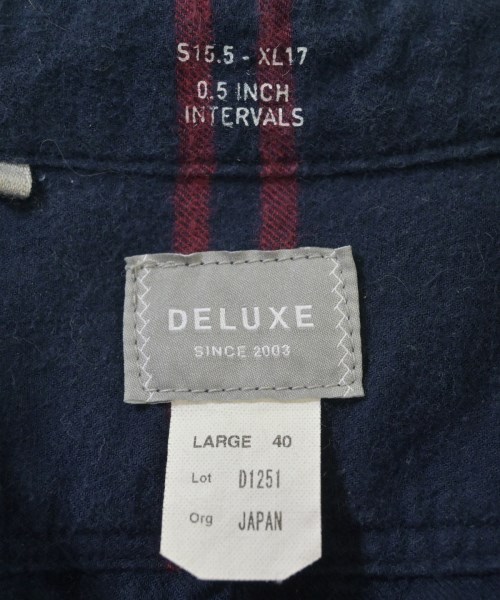 S15.5 - XL17
0.5 INCH
INTERVALS
DELUXE
SINCE 2003
LARGE 40
Lot D1251
Org JAPAN